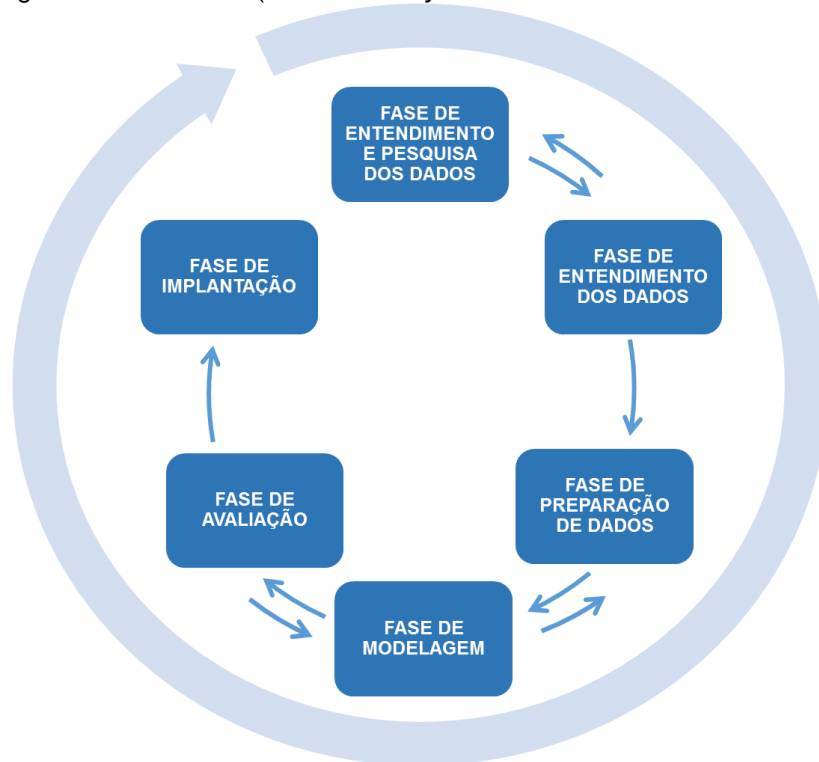 FASE DE
ENTENDIMENTO
E PESQUISA
DOS DADOS
FASE DE
ENTENDIMENTO
DOS DADOS
FASE DE
IMPLANTAÇÃO
FASE DE
PREPARAÇÃO
DE DADOS
FASE DE
AVALIAÇÃO
FASE DE
MODELAGEM